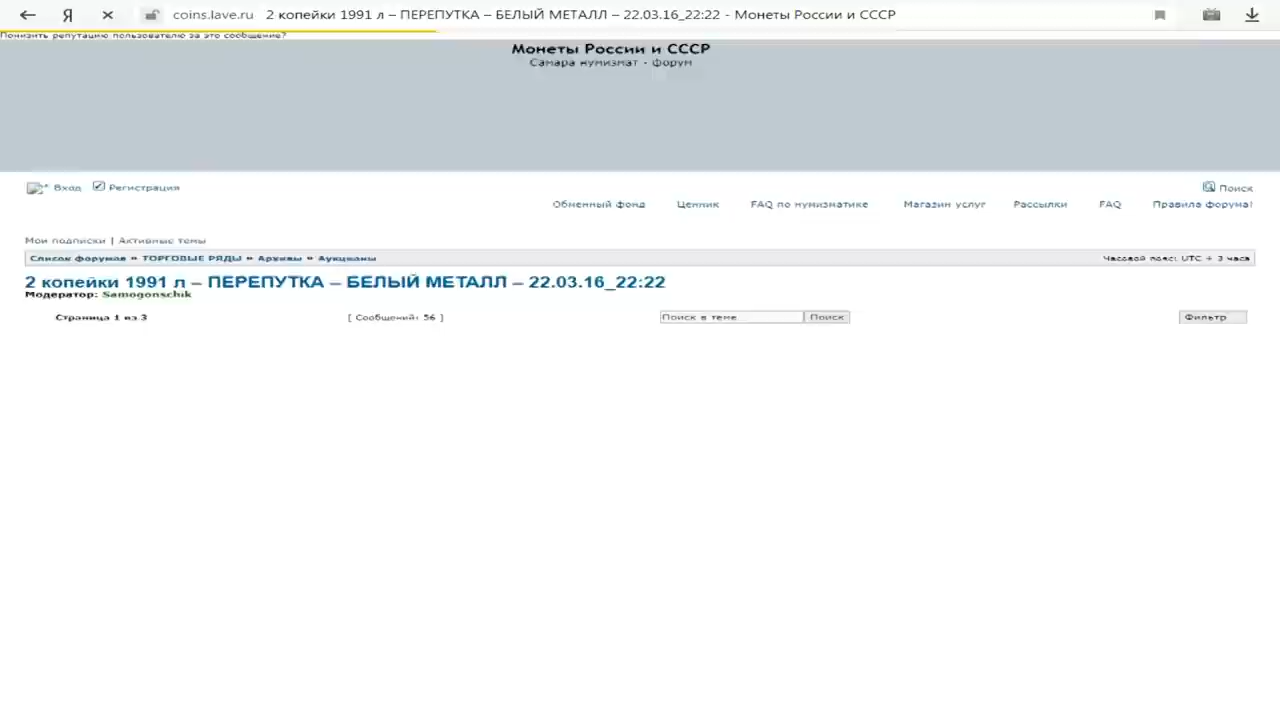 coins.lave.ru 2 копейки 1991 л – ПЕРЕПУТКА – БЕЛЫЙ МЕТАЛЛ – 22.03.16_22:22 - Монеты России и СССР
Понизить репутацию пользователю за это сообщение?
Монеты России и СССР
Самара нумизмат - форум
Вход Регистрация Поиск
Обменный фонд Ценник FAQ по нумизматике Магазин услуг Рассылки FAQ Правила форума!
Мои подписки | Активные темы
Список форумов » ТОРГОВЫЕ РЯДЫ » Архивы » Аукционы Часовой пояс: UTC + 3 часа
2 копейки 1991 л – ПЕРЕПУТКА – БЕЛЫЙ МЕТАЛЛ – 22.03.16_22:22
Модератор: Samogonschik
Страница 1 из 3 [ Сообщений: 56 ] Поиск в теме Поиск Фильтр